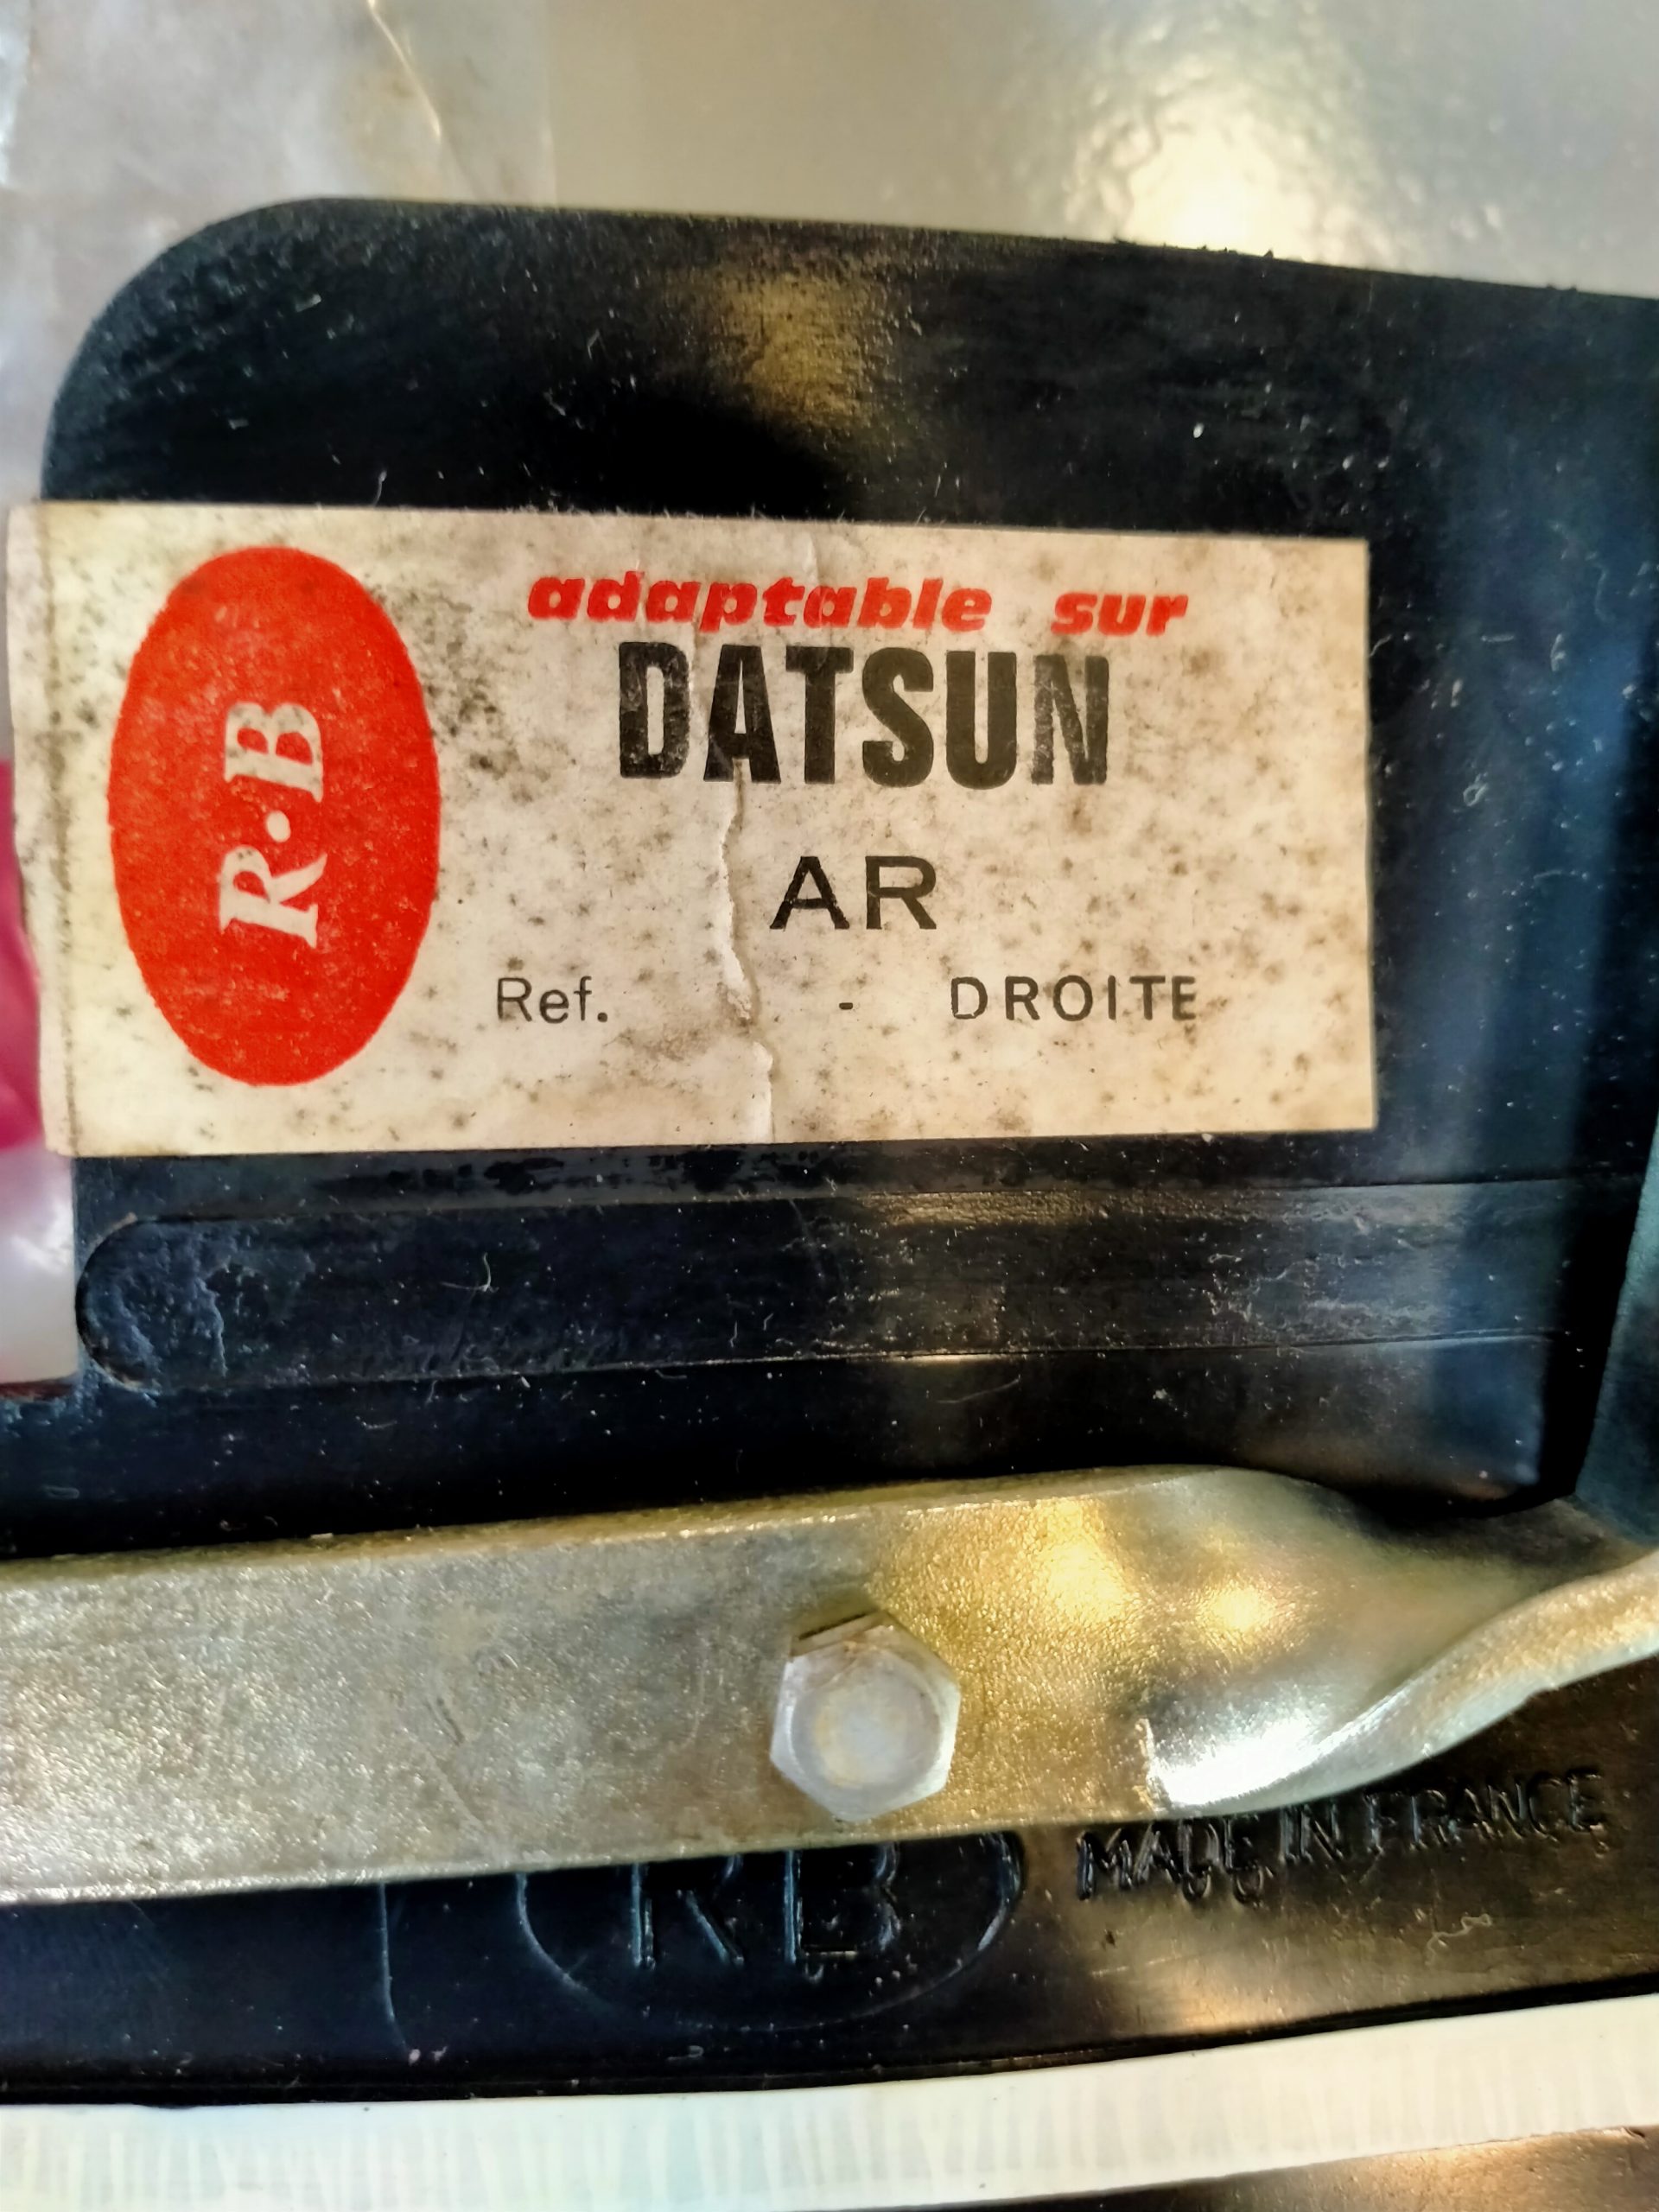 R·B
adaptable sur
DATSUN
AR
Ref. - DROITE
RB
MADE IN FRANCE